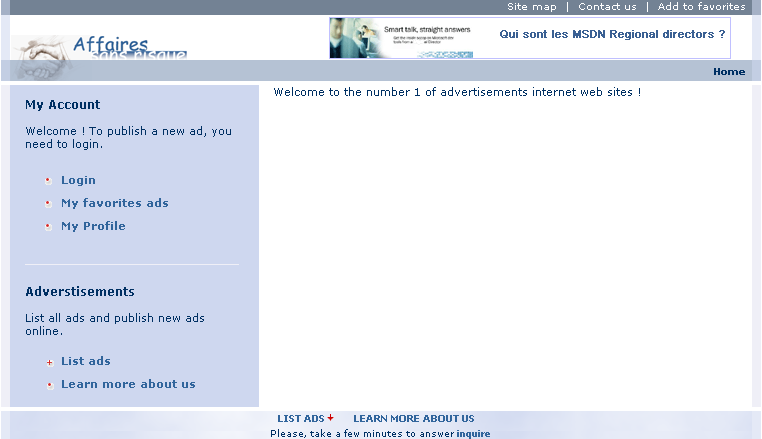 Site map | Contact us | Add to favorites
Affaires
sans risque
Smart talk, straight answers
Qui sont les MSDN Regional directors ?
Home
My Account
Welcome ! To publish a new ad, you
need to login.
Login
My favorites ads
My Profile
Adverstisements
List all ads and publish new ads
online.
List ads
Learn more about us
Welcome to the number 1 of advertisements internet web sites !
LIST ADS LEARN MORE ABOUT US
Please, take a few minutes to answer inquire